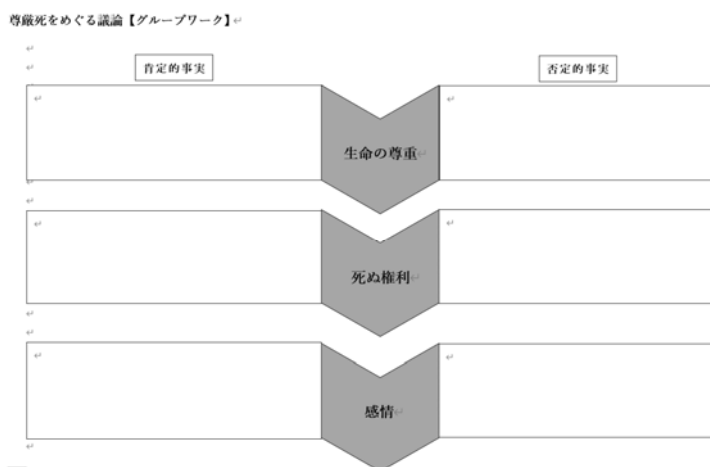 尊厳死をめぐる議論【グループワーク】
肯定的事実
否定的事実
生命の尊重
死ぬ権利
感情